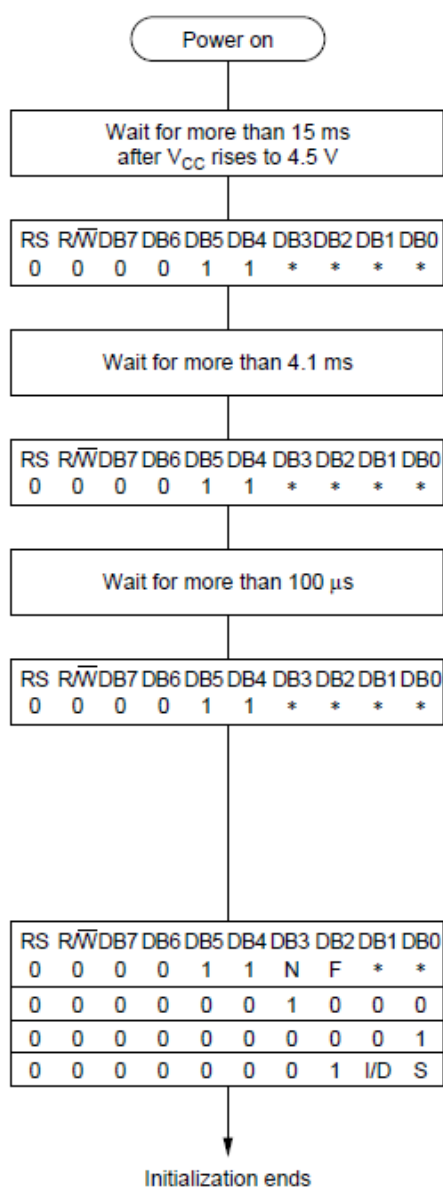 Power on
Wait for more than 15 ms
after VCC rises to 4.5 V
RS R/W̅ DB7 DB6 DB5 DB4 DB3 DB2 DB1 DB0
0 0 0 0 1 1 * * * *
Wait for more than 4.1 ms
RS R/W̅ DB7 DB6 DB5 DB4 DB3 DB2 DB1 DB0
0 0 0 0 1 1 * * * *
Wait for more than 100 μs
RS R/W̅ DB7 DB6 DB5 DB4 DB3 DB2 DB1 DB0
0 0 0 0 1 1 * * * *
RS R/W̅ DB7 DB6 DB5 DB4 DB3 DB2 DB1 DB0
0 0 0 0 1 1 N F * *
0 0 0 0 0 0 1 0 0 0
0 0 0 0 0 0 0 0 0 1
0 0 0 0 0 0 0 1 I/D S
Initialization ends